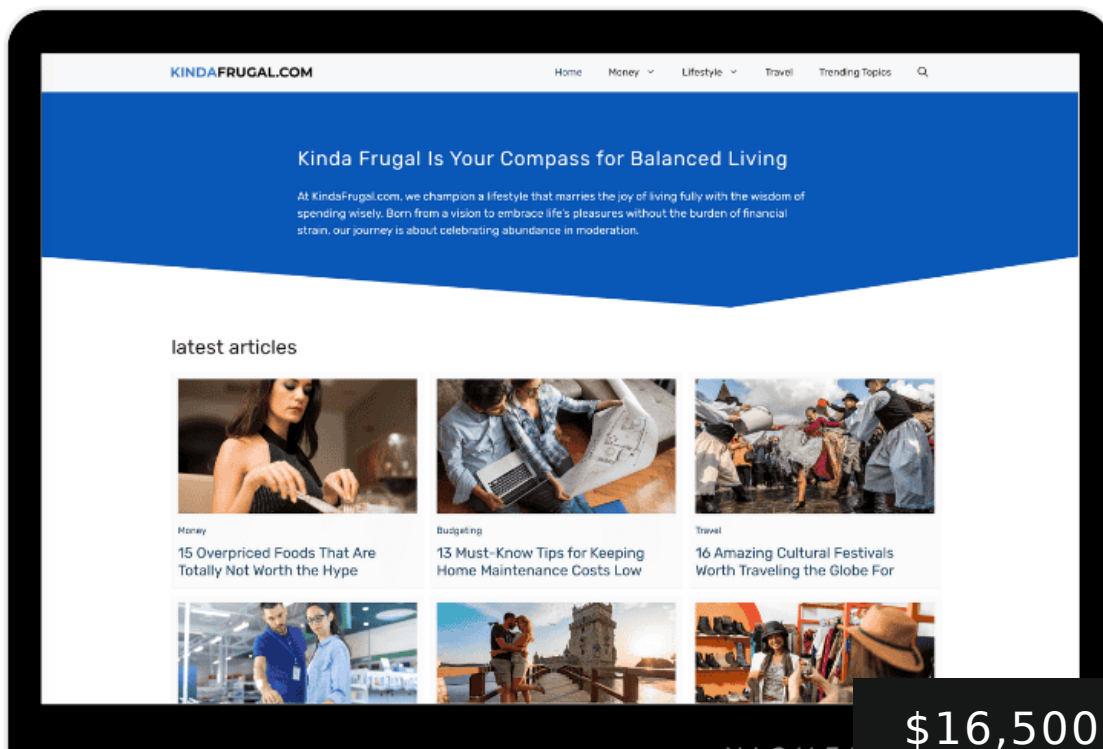 KINDAFRUGAL.COM
Home Money Lifestyle Travel Trending Topics
Kinda Frugal Is Your Compass for Balanced Living
At KindaFrugal.com, we champion a lifestyle that marries the joy of living fully with the wisdom of
spending wisely. Born from a vision to embrace life's pleasures without the burden of financial
strain, our journey is about celebrating abundance in moderation.
latest articles
Money
15 Overpriced Foods That Are
Totally Not Worth the Hype
Budgeting
13 Must-Know Tips for Keeping
Home Maintenance Costs Low
Travel
16 Amazing Cultural Festivals
Worth Traveling the Globe For
$16,500